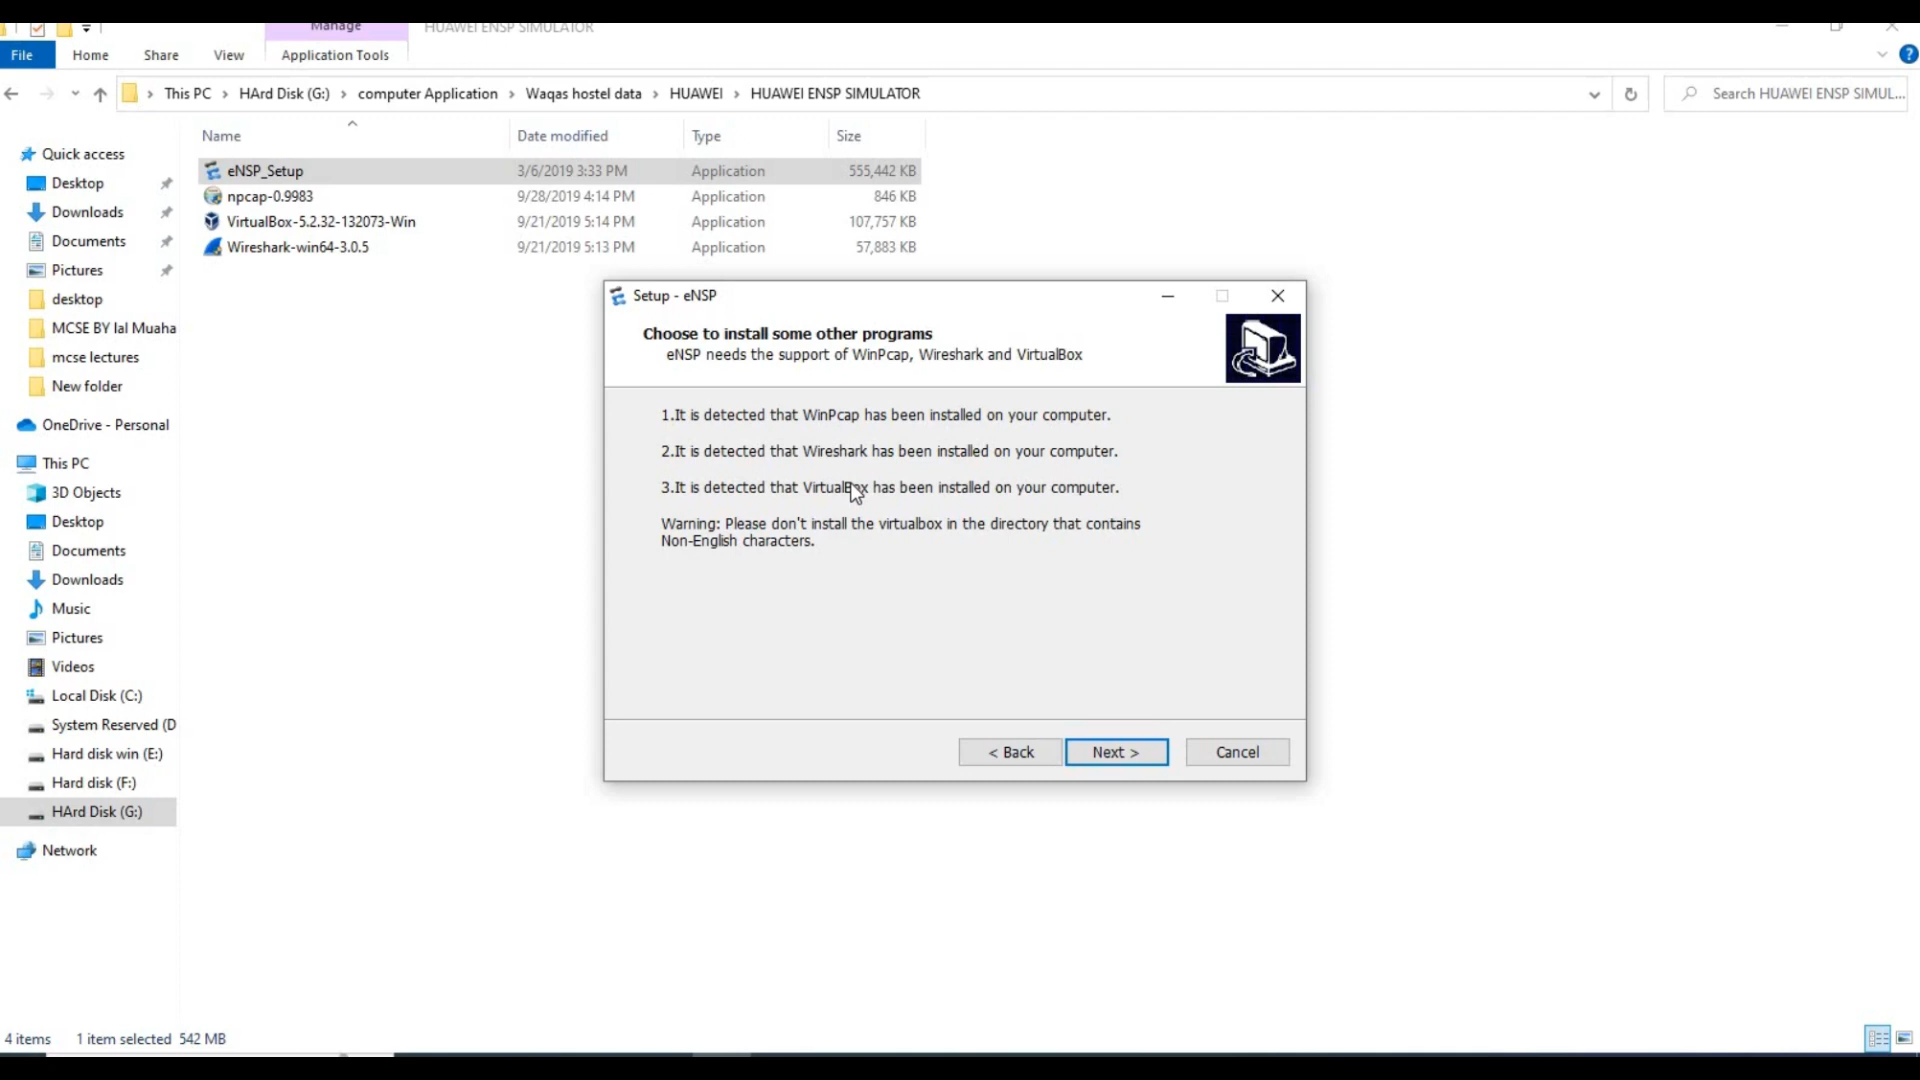 Manage
HUAWEI ENSP SIMULATOR
File
Home
Share
View
Application Tools
This PC > HArd Disk (G:) > computer Application > Waqas hostel data > HUAWEI > HUAWEI ENSP SIMULATOR
Search HUAWEI ENSP SIMUL...
Name
Date modified
Type
Size
eNSP_Setup 3/6/2019 3:33 PM Application 555,442 KB
npcap-0.9983 9/28/2019 4:14 PM Application 846 KB
VirtualBox-5.2.32-132073-Win 9/21/2019 5:14 PM Application 107,757 KB
Wireshark-win64-3.0.5 9/21/2019 5:13 PM Application 57,883 KB
Quick access
Desktop
Downloads
Documents
Pictures
desktop
MCSE BY lal Muaha
mcse lectures
New folder
OneDrive - Personal
This PC
3D Objects
Desktop
Documents
Downloads
Music
Pictures
Videos
Local Disk (C:)
System Reserved (D
Hard disk win (E:)
Hard disk (F:)
HArd Disk (G:)
Network
Setup - eNSP
Choose to install some other programs
eNSP needs the support of WinPcap, Wireshark and VirtualBox
1.It is detected that WinPcap has been installed on your computer.
2.It is detected that Wireshark has been installed on your computer.
3.It is detected that VirtualBox has been installed on your computer.
Warning: Please don't install the virtualbox in the directory that contains
Non-English characters.
< Back
Next >
Cancel
4 items
1 item selected 542 MB